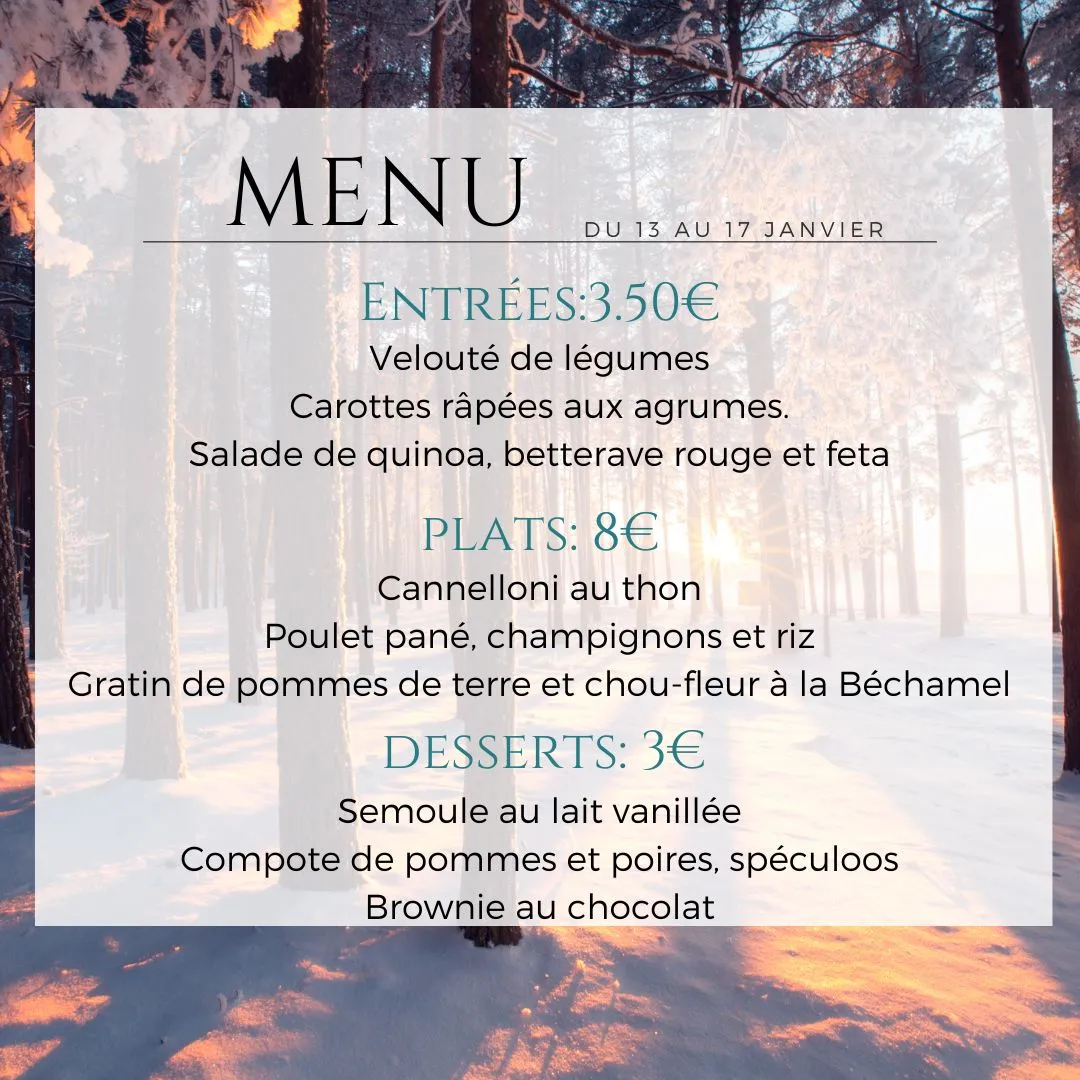 MENU
DU 13 AU 17 JANVIER
ENTRÉES:3.50€
Velouté de légumes
Carottes râpées aux agrumes.
Salade de quinoa, betterave rouge et feta
PLATS: 8€
Cannelloni au thon
Poulet pané, champignons et riz
Gratin de pommes de terre et chou-fleur à la Béchamel
DESSERTS: 3€
Semoule au lait vanillée
Compote de pommes et poires, spéculoos
Brownie au chocolat